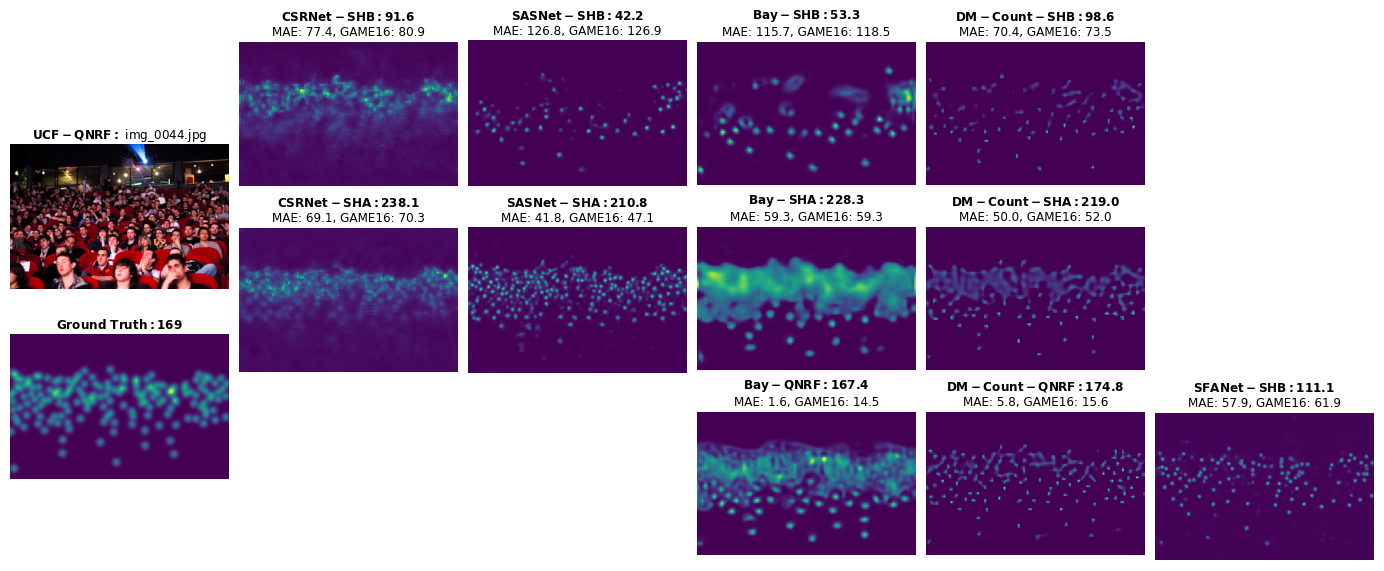 CSRNet − SHB: 91.6
MAE: 77.4, GAME16: 80.9
SASNet − SHB: 42.2
MAE: 126.8, GAME16: 126.9
Bay − SHB: 53.3
MAE: 115.7, GAME16: 118.5
DM − Count − SHB: 98.6
MAE: 70.4, GAME16: 73.5
UCF − QNRF: img_0044.jpg
CSRNet − SHA: 238.1
MAE: 69.1, GAME16: 70.3
SASNet − SHA: 210.8
MAE: 41.8, GAME16: 47.1
Bay − SHA: 228.3
MAE: 59.3, GAME16: 59.3
DM − Count − SHA: 219.0
MAE: 50.0, GAME16: 52.0
Ground Truth: 169
Bay − QNRF: 167.4
MAE: 1.6, GAME16: 14.5
DM − Count − QNRF: 174.8
MAE: 5.8, GAME16: 15.6
SFANet − SHB: 111.1
MAE: 57.9, GAME16: 61.9